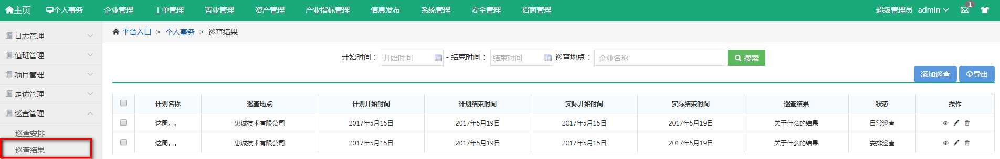 主页 个人事务 企业管理 工单管理 置业管理 资产管理 产业指标管理 信息发布 系统管理 安全管理 招商管理 超级管理员 admin 1
日志管理
值班管理
项目管理
走访管理
巡查管理
巡查安排
巡查结果
平台入口 > 个人事务 > 巡查结果
开始时间： 开始时间 - 结束时间： 结束时间 巡查地点： 企业名称 搜索
添加巡查 导出
计划名称 巡查地点 计划开始时间 计划结束时间 实际开始时间 实际结束时间 巡查结果 状态 操作
这周。。 惠诚技术有限公司 2017年5月15日 2017年5月19日 2017年5月15日 2017年5月19日 关于什么的结果 日常巡查
这周。。 惠诚技术有限公司 2017年5月15日 2017年5月19日 2017年5月15日 2017年5月19日 关于什么的结果 安排巡查